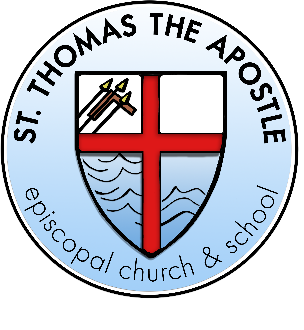 ST. THOMAS THE APOSTLE
episcopal church & school